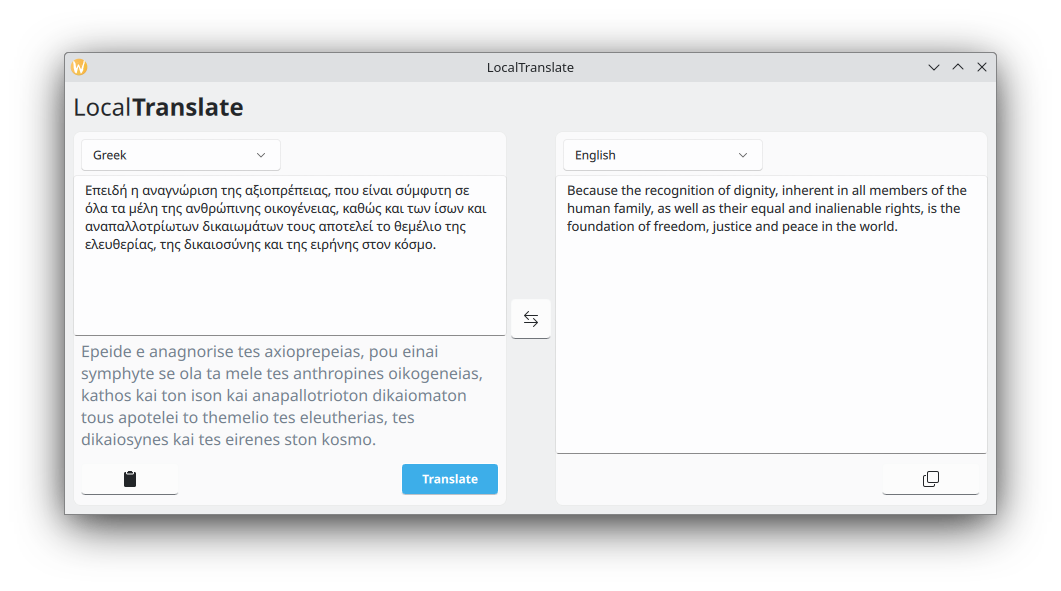 LocalTranslate
LocalTranslate
Greek
Επειδή η αναγνώριση της αξιοπρέπειας, που είναι σύμφυτη σε
όλα τα μέλη της ανθρώπινης οικογένειας, καθώς και των ίσων και
αναπαλλοτρίωτων δικαιωμάτων τους αποτελεί το θεμέλιο της
ελευθερίας, της δικαιοσύνης και της ειρήνης στον κόσμο.
Epeide e anagnorise tes axioprepeias, pou einai
symphyte se ola ta mele tes anthropines oikogeneias,
kathos kai ton ison kai anapallotrioton dikaiomaton
tous apotelei to themelio tes eleutherias, tes
dikaiosynes kai tes eirenes ston kosmo.
Translate
English
Because the recognition of dignity, inherent in all members of the
human family, as well as their equal and inalienable rights, is the
foundation of freedom, justice and peace in the world.